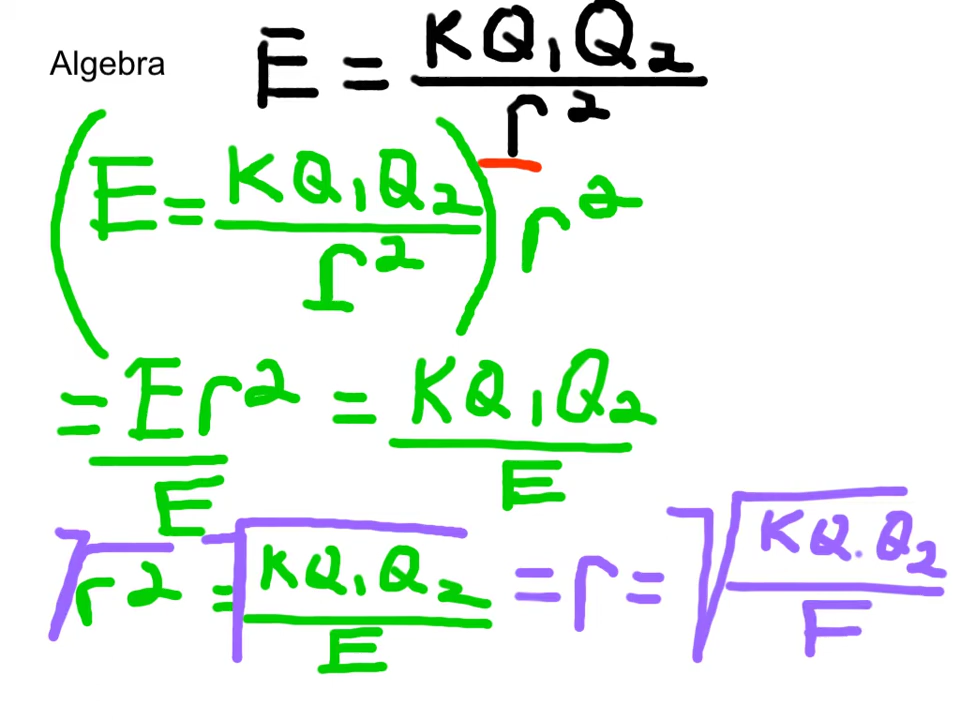 Algebra E = KQ₁Q₂ / r²
(E = KQ₁Q₂ / r²) r²
= Er² / E = KQ₁Q₂ / E
√r² = √(KQ₁Q₂ / E) = r = √(KQ.Q₂ / F)